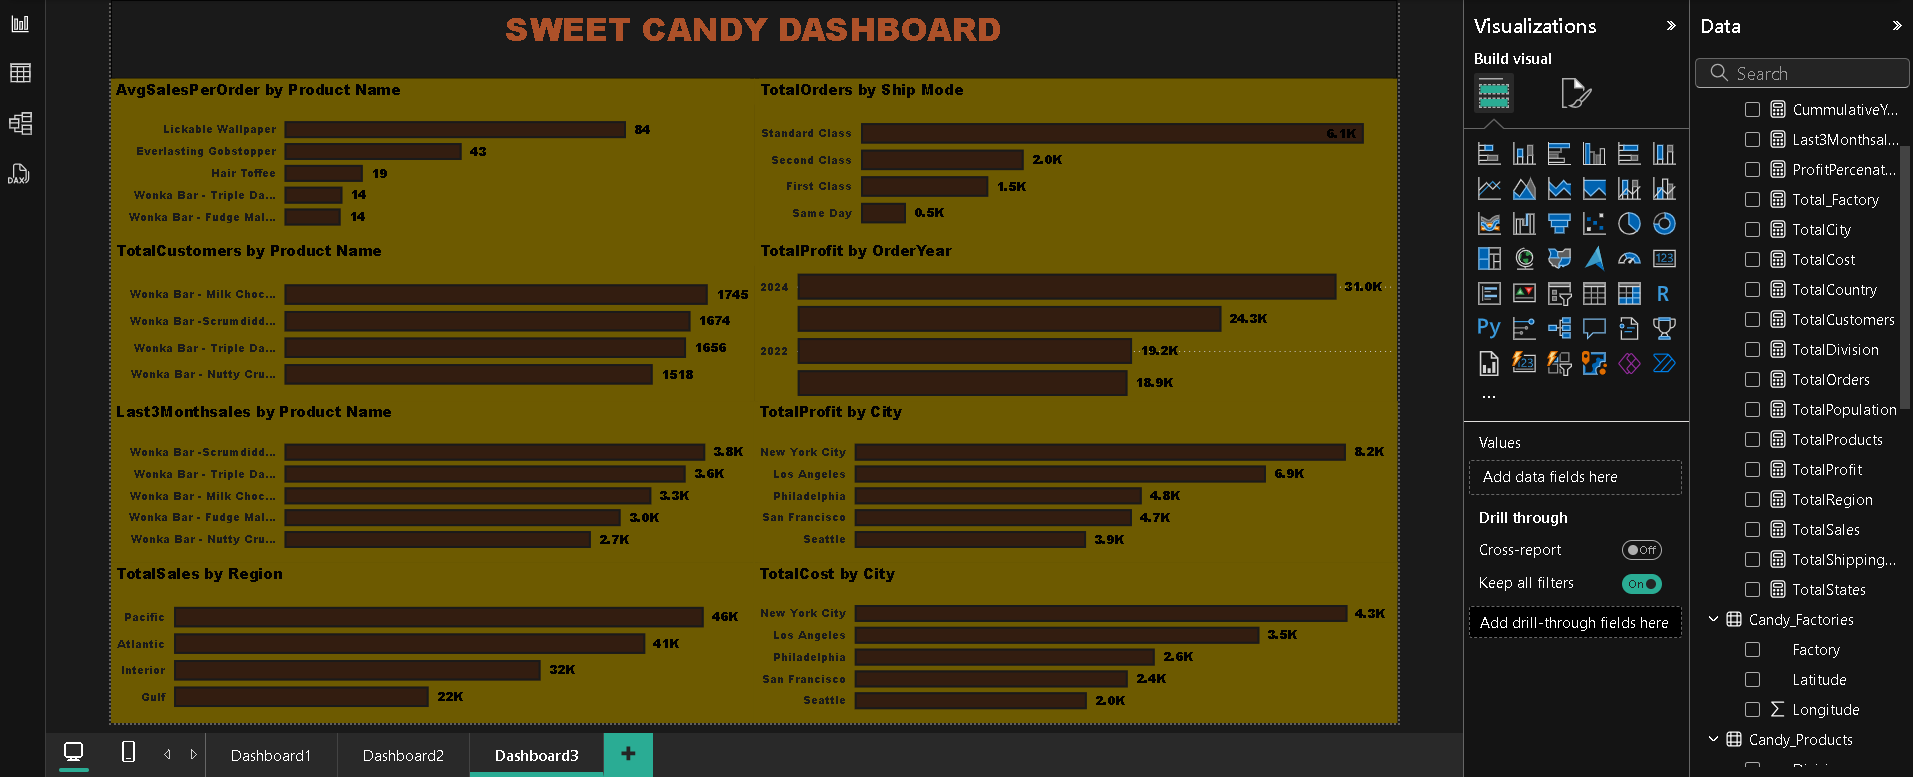 SWEET CANDY DASHBOARD
AvgSalesPerOrder by Product Name
Lickable Wallpaper 84
Everlasting Gobstopper 43
Hair Toffee 19
Wonka Bar - Triple Da... 14
Wonka Bar - Fudge Mal... 14
TotalOrders by Ship Mode
Standard Class 6.1K
Second Class 2.0K
First Class 1.5K
Same Day 0.5K
TotalCustomers by Product Name
Wonka Bar - Milk Choc... 1745
Wonka Bar -Scrumdidd... 1674
Wonka Bar - Triple Da... 1656
Wonka Bar - Nutty Cru... 1518
TotalProfit by OrderYear
2024 31.0K
24.3K
2022 19.2K
18.9K
Last3Monthsales by Product Name
Wonka Bar -Scrumdidd... 3.8K
Wonka Bar - Triple Da... 3.6K
Wonka Bar - Milk Choc... 3.3K
Wonka Bar - Fudge Mal... 3.0K
Wonka Bar - Nutty Cru... 2.7K
TotalProfit by City
New York City 8.2K
Los Angeles 6.9K
Philadelphia 4.8K
San Francisco 4.7K
Seattle 3.9K
TotalSales by Region
Pacific 46K
Atlantic 41K
Interior 32K
Gulf 22K
TotalCost by City
New York City 4.3K
Los Angeles 3.5K
Philadelphia 2.6K
San Francisco 2.4K
Seattle 2.0K
DAX
Dashboard1
Dashboard2
Dashboard3
+
Visualizations »
Build visual
123
R
Py
123
...
Values
Add data fields here
Drill through
Cross-report Off
Keep all filters On
Add drill-through fields here
Data »
Search
CummulativeY...
Last3Monthsal...
ProfitPercenat...
Total_Factory
TotalCity
TotalCost
TotalCountry
TotalCustomers
TotalDivision
TotalOrders
TotalPopulation
TotalProducts
TotalProfit
TotalRegion
TotalSales
TotalShipping...
TotalStates
Candy_Factories
Factory
Latitude
∑ Longitude
Candy_Products